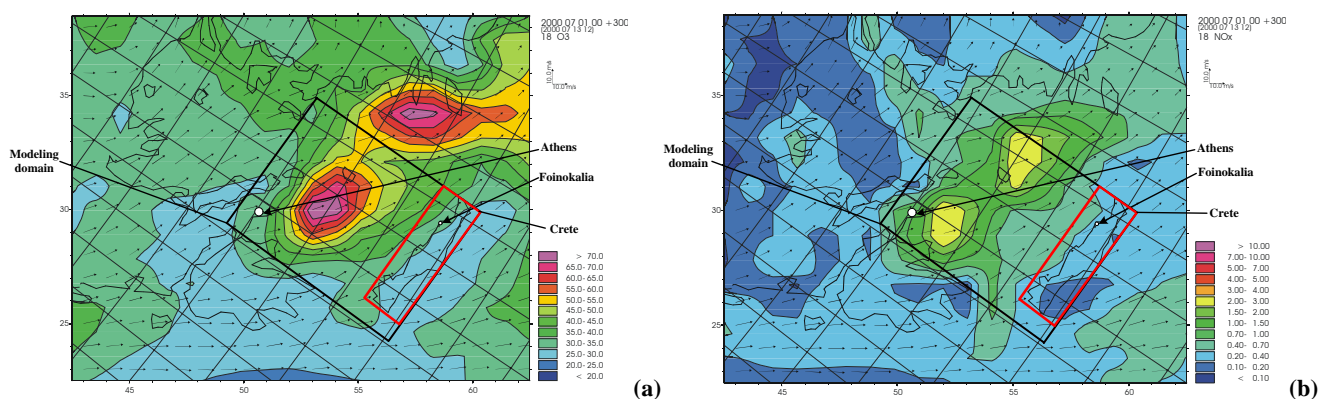 2000 07 01.00 +300
(2000 07 13 12)
18 O3
10.0 m/s
10.0m/s
35
30
25
45
50
55
60
Modeling
domain
Athens
Foinokalia
Crete
> 70.0
65.0- 70.0
60.0- 65.0
55.0- 60.0
50.0- 55.0
45.0- 50.0
40.0- 45.0
35.0- 40.0
30.0- 35.0
25.0- 30.0
20.0- 25.0
< 20.0
(a)
2000 07 01.00 +300
(2000 07 13 12)
18 NOx
10.0 m/s
10.0m/s
35
30
25
45
50
55
60
Modeling
domain
Athens
Foinokalia
Crete
> 10.00
7.00- 10.00
5.00- 7.00
4.00- 5.00
3.00- 4.00
2.00- 3.00
1.50- 2.00
1.00- 1.50
0.70- 1.00
0.40- 0.70
0.20- 0.40
0.10- 0.20
< 0.10
(b)